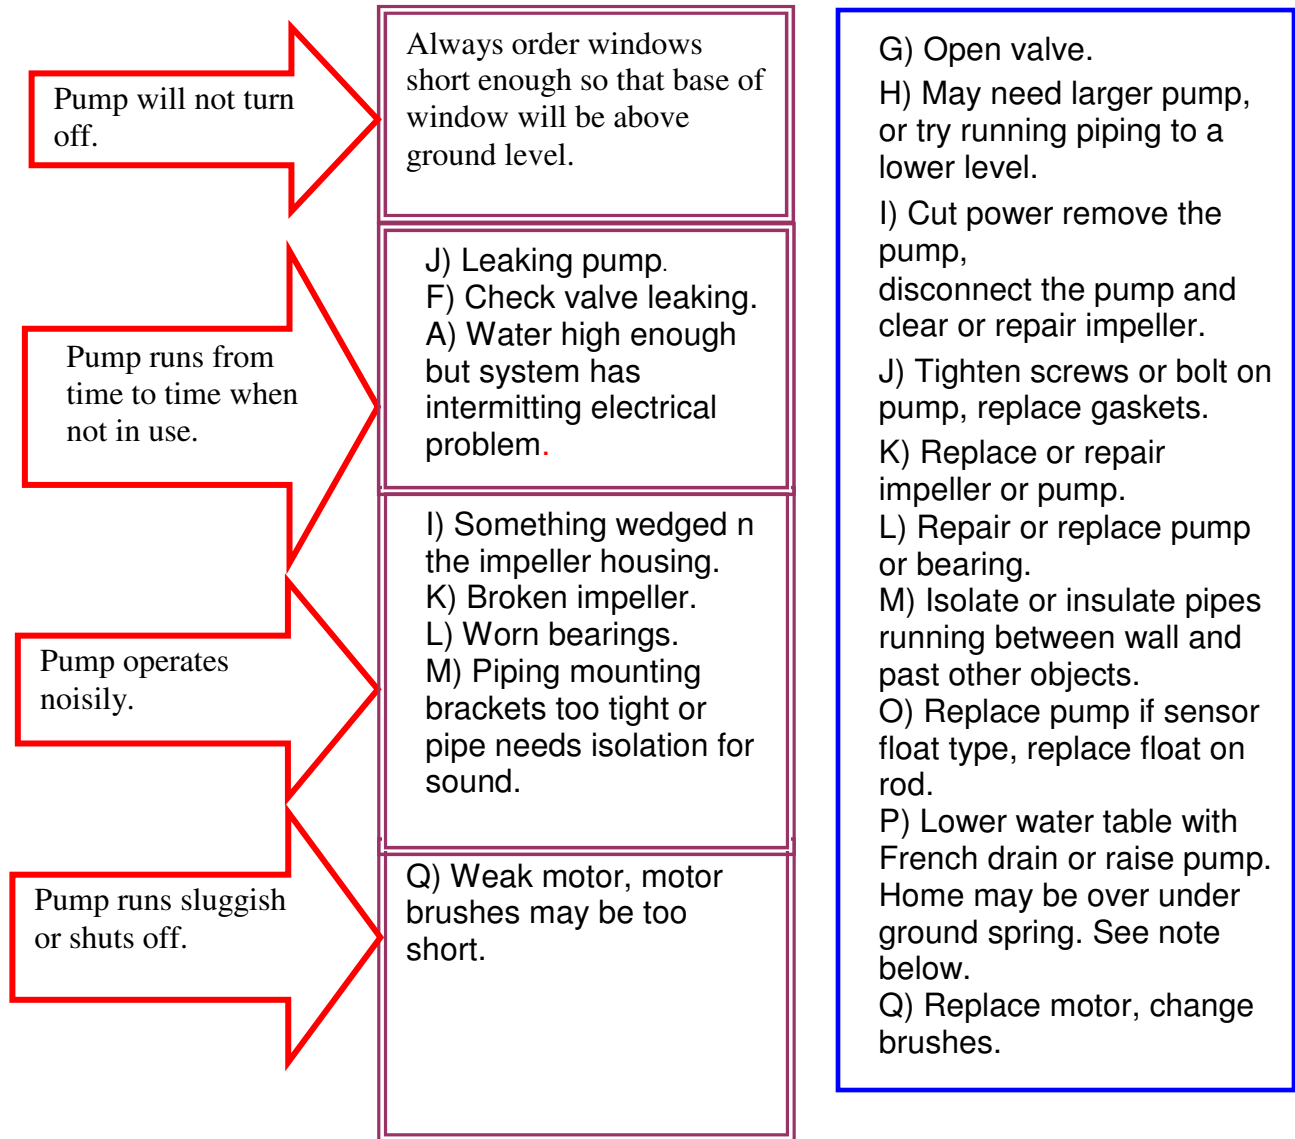 Pump will not turn
off.
Always order windows
short enough so that base of
window will be above
ground level.
Pump runs from
time to time when
not in use.
J) Leaking pump.
F) Check valve leaking.
A) Water high enough
but system has
intermitting electrical
problem.
Pump operates
noisily.
I) Something wedged n
the impeller housing.
K) Broken impeller.
L) Worn bearings.
M) Piping mounting
brackets too tight or
pipe needs isolation for
sound.
Pump runs sluggish
or shuts off.
Q) Weak motor, motor
brushes may be too
short.
G) Open valve.
H) May need larger pump,
or try running piping to a
lower level.
I) Cut power remove the
pump,
disconnect the pump and
clear or repair impeller.
J) Tighten screws or bolt on
pump, replace gaskets.
K) Replace or repair
impeller or pump.
L) Repair or replace pump
or bearing.
M) Isolate or insulate pipes
running between wall and
past other objects.
O) Replace pump if sensor
float type, replace float on
rod.
P) Lower water table with
French drain or raise pump.
Home may be over under
ground spring. See note
below.
Q) Replace motor, change
brushes.